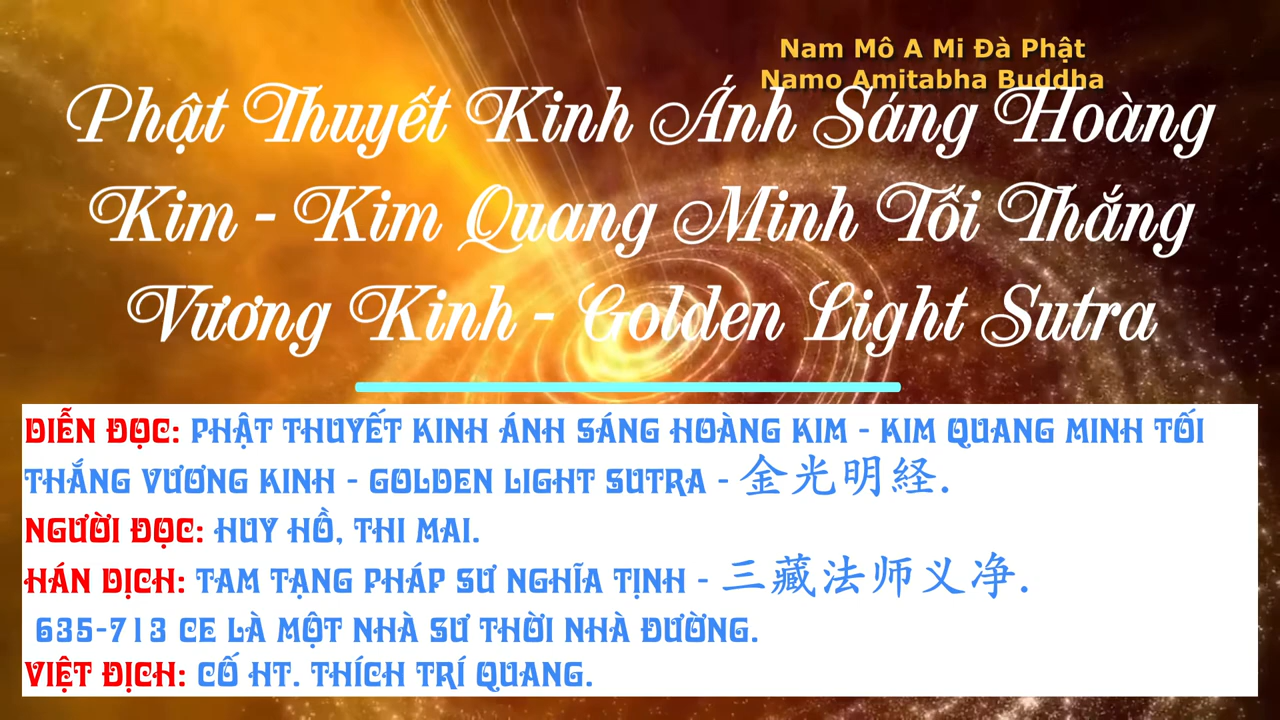 Nam Mô A Mi Đà Phật
Namo Amitabha Buddha
Phật Thuyết Kinh Ánh Sáng Hoàng
Kim - Kim Quang Minh Tối Thắng
Vương Kinh - Golden Light Sutra
DIỄN ĐỌC: PHẬT THUYẾT KINH ÁNH SÁNG HOÀNG KIM - KIM QUANG MINH TỐI
THẮNG VƯƠNG KINH - GOLDEN LIGHT SUTRA - 金光明経.
NGƯỜI ĐỌC: HUY HỒ, THI MAI.
HÁN DỊCH: TAM TẠNG PHÁP SƯ NGHĨA TỊNH - 三藏法师义净.
635-713 CE LÀ MỘT NHÀ SƯ THỜI NHÀ ĐƯỜNG.
VIỆT DỊCH: CỐ HT. THÍCH TRÍ QUANG.